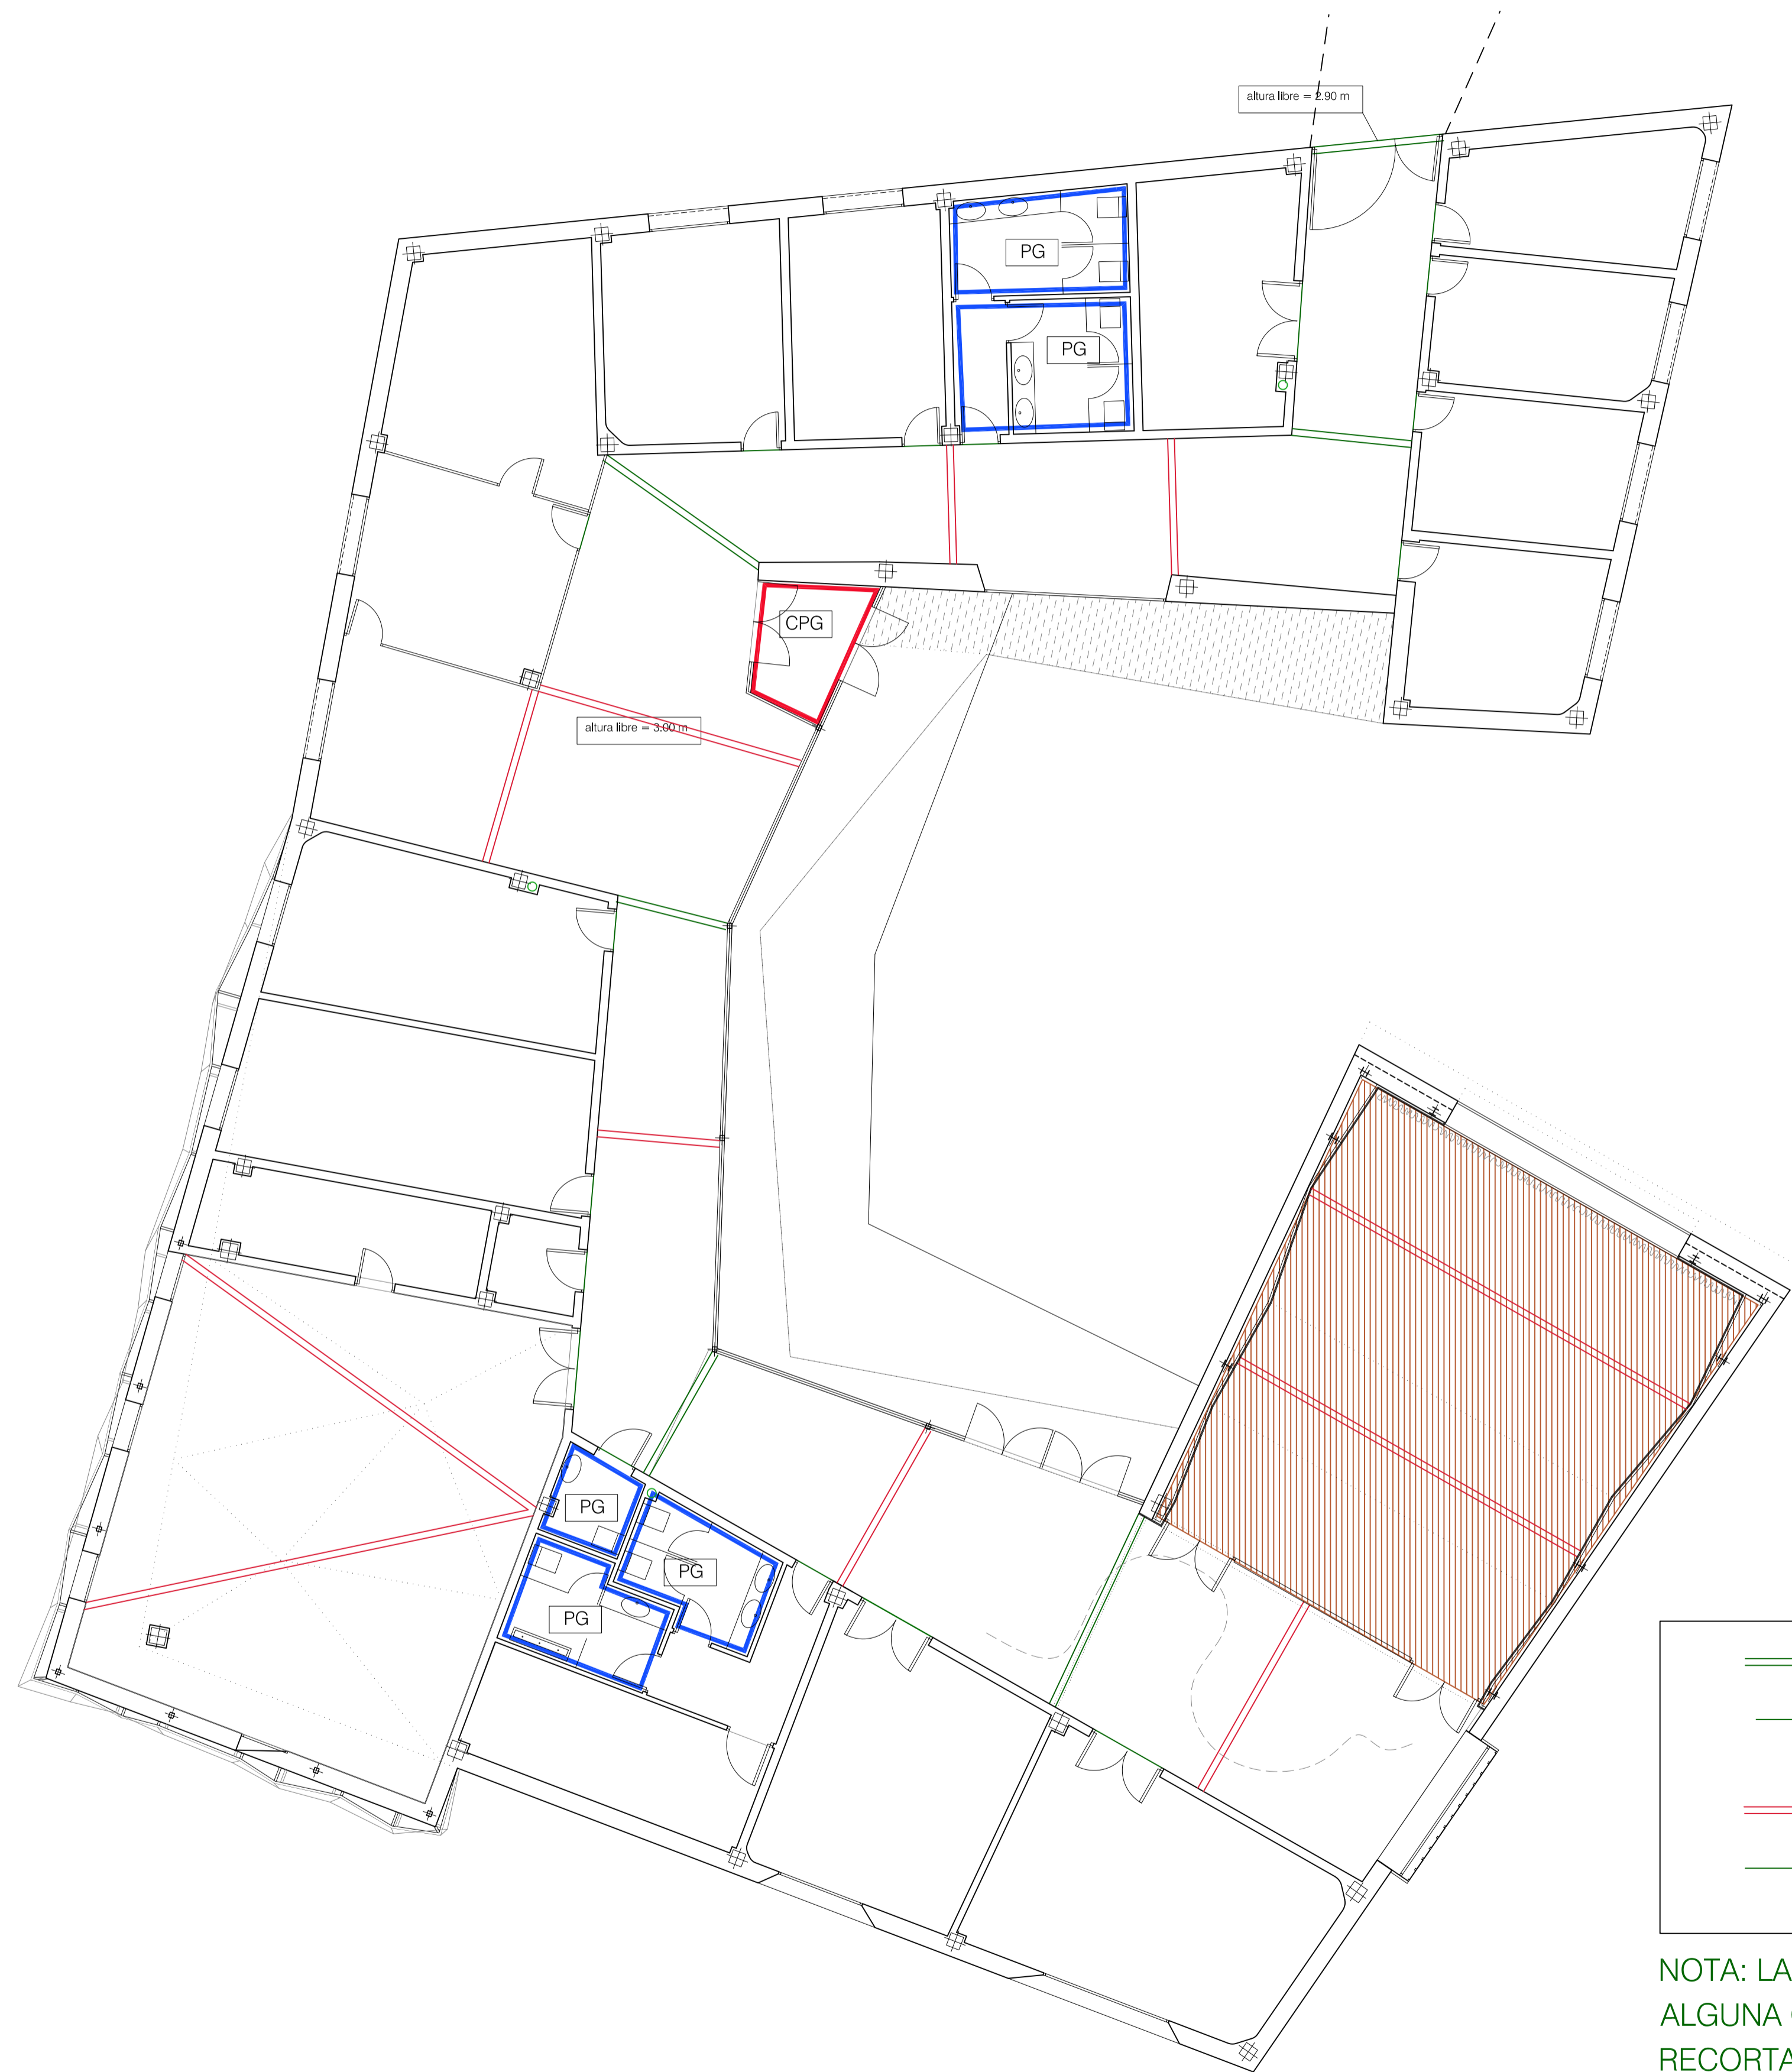 altura libre = 2.90 m
PG
PG
CPG
altura libre = 3.00 m
PG
PG
PG
NOTA: LA
ALGUNA
RECORTA